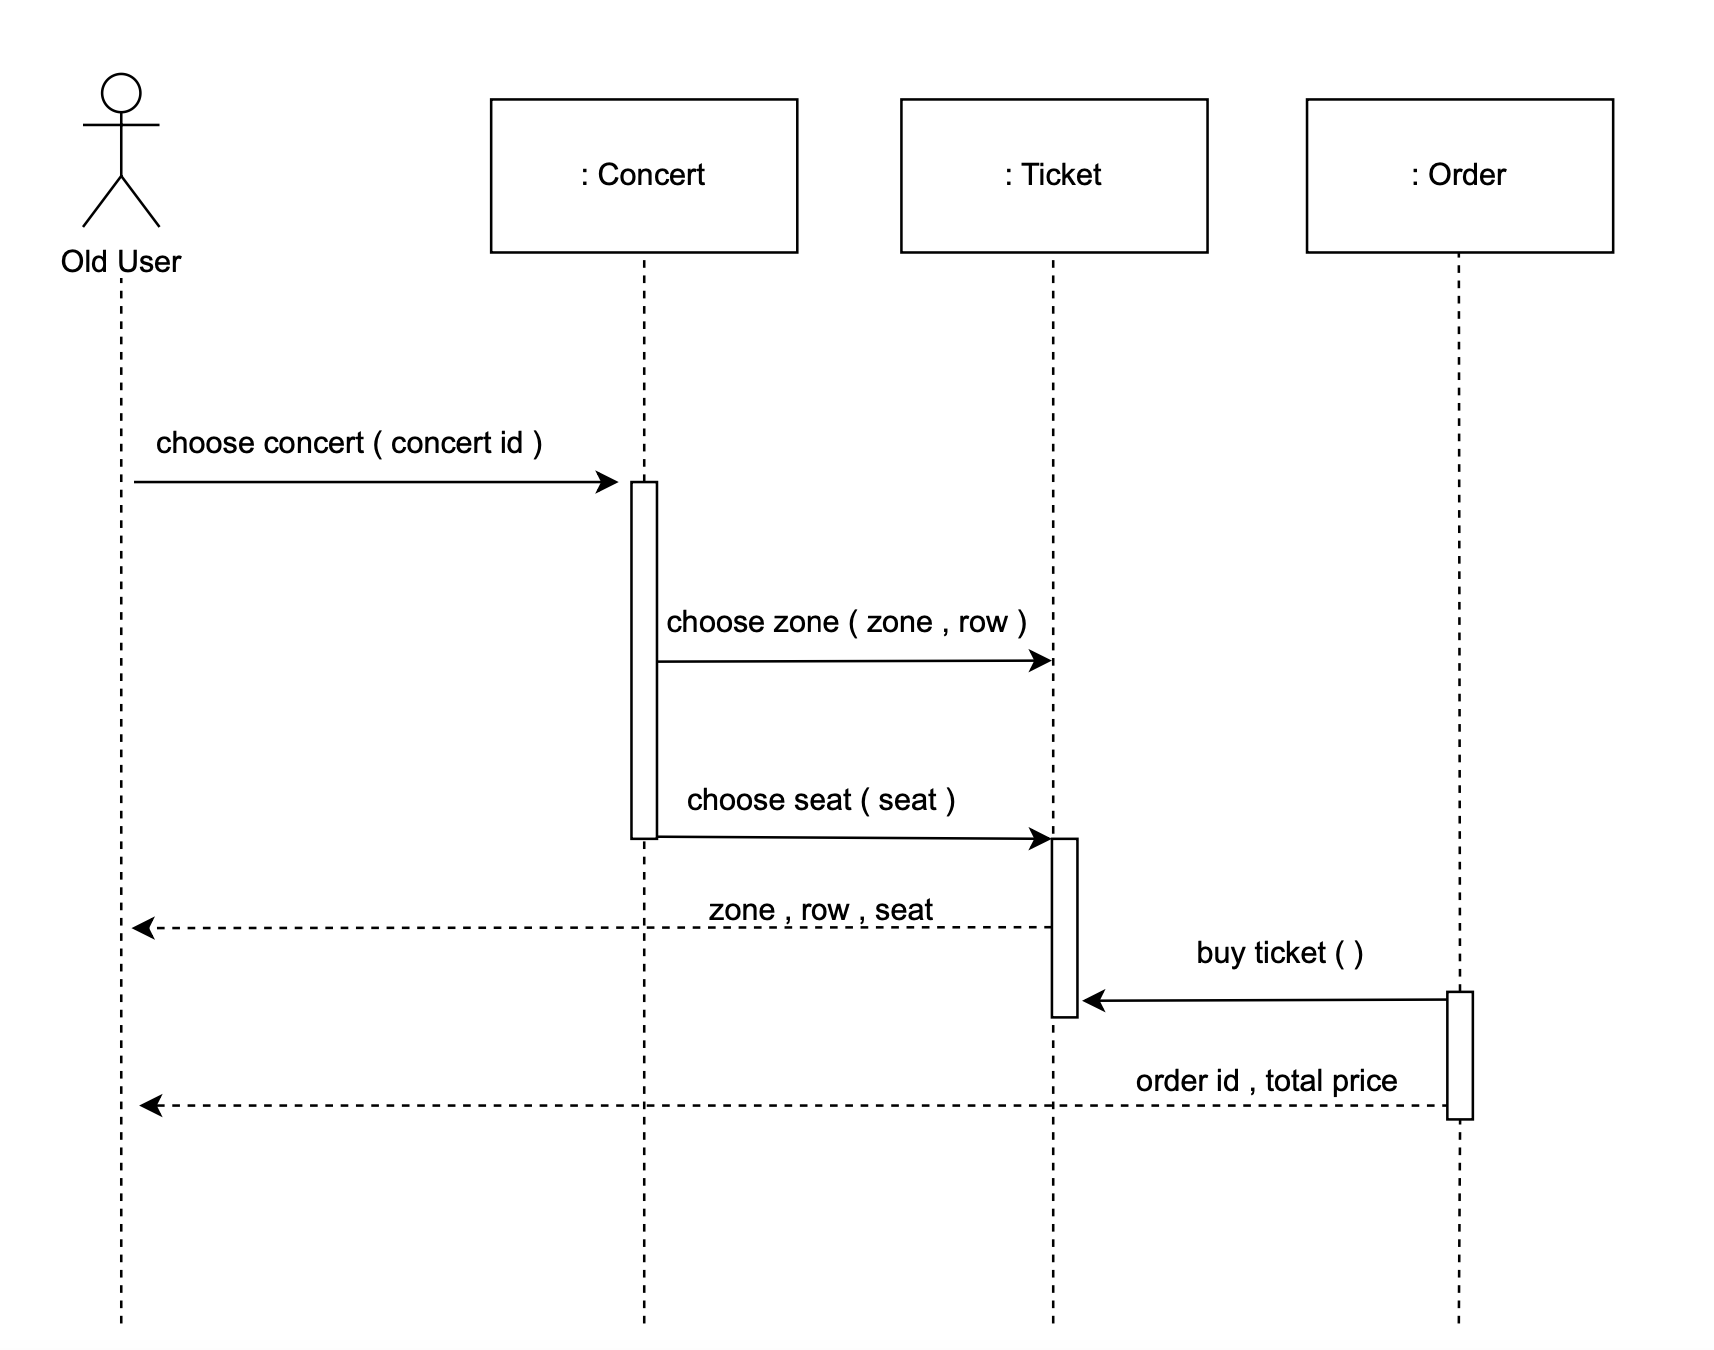 : Concert
: Ticket
: Order
Old User
choose concert ( concert id )
choose zone ( zone , row )
choose seat ( seat )
zone , row , seat
buy ticket ( )
order id , total price